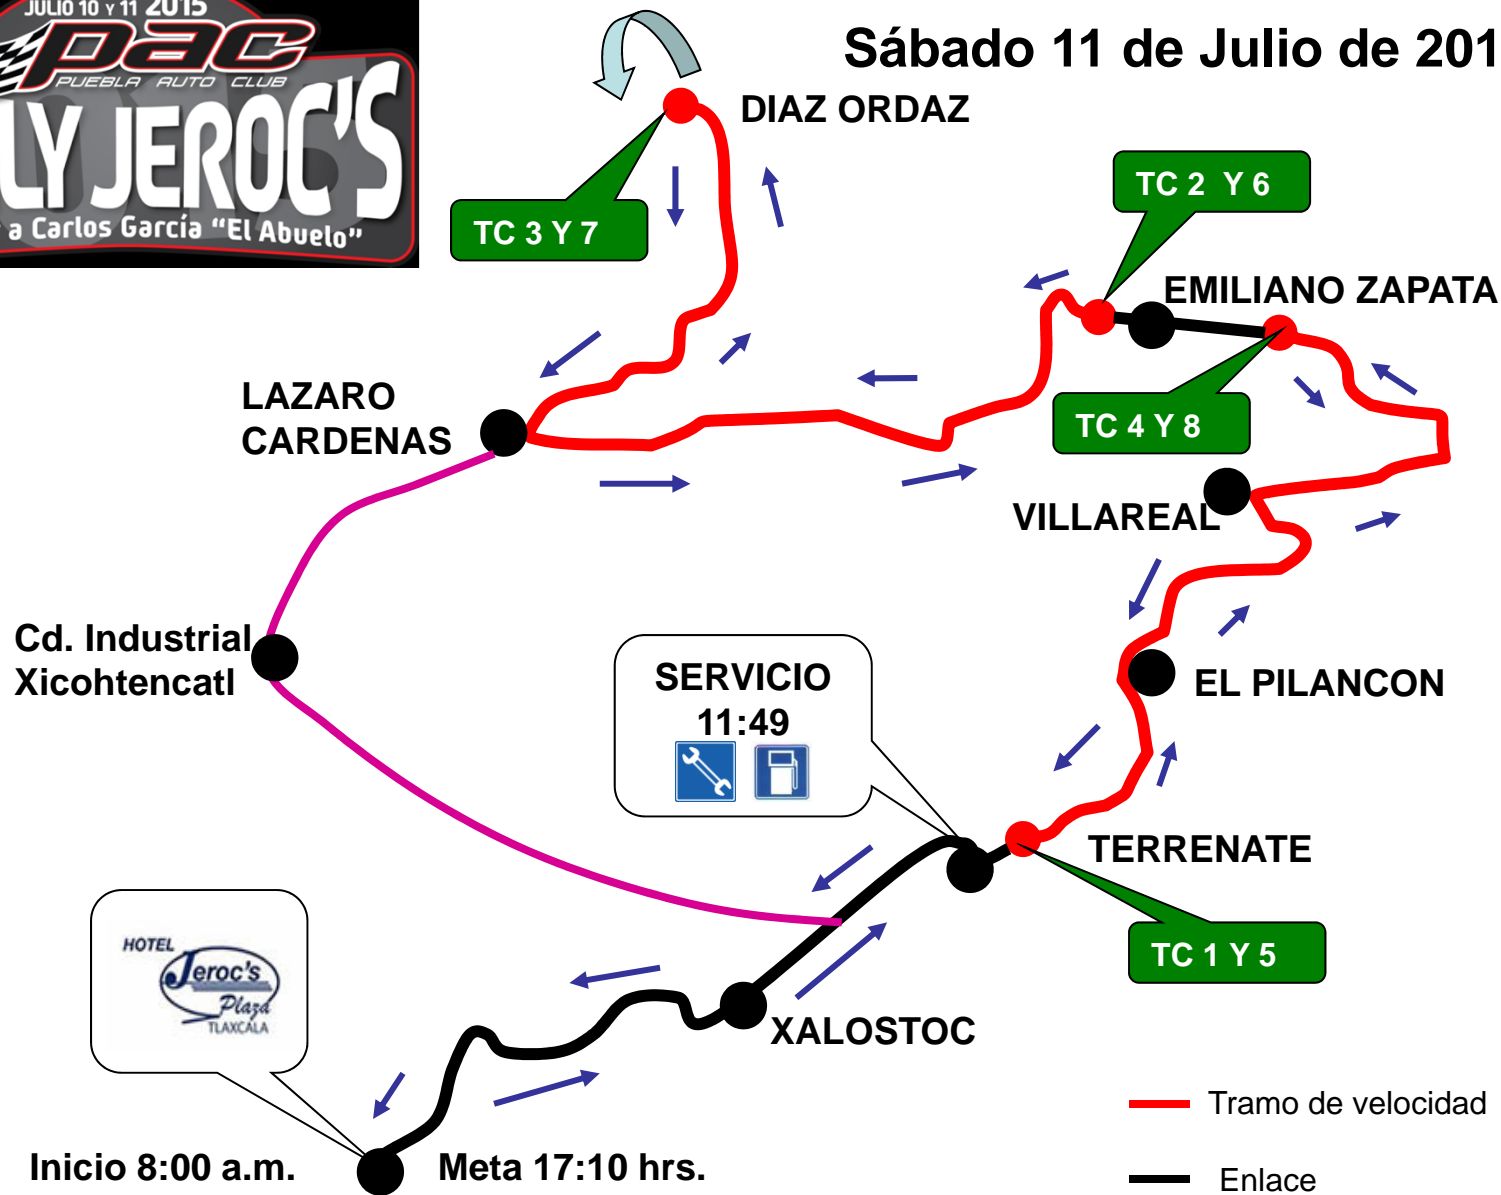 JULIO 10 Y 11 2015
pac
PUEBLA AUTO CLUB
LY JEROC'S
a Carlos García "El Abuelo"
Sábado 11 de Julio de 201
DIAZ ORDAZ
TC 3 Y 7
TC 2 Y 6
EMILIANO ZAPATA
LAZARO
CARDENAS
TC 4 Y 8
VILLAREAL
Cd. Industrial
Xicohtencatl
SERVICIO
11:49
EL PILANCON
TERRENATE
TC 1 Y 5
HOTEL
Jeroc's
Plaza
TLAXCALA
XALOSTOC
Tramo de velocidad
Inicio 8:00 a.m.
Meta 17:10 hrs.
Enlace